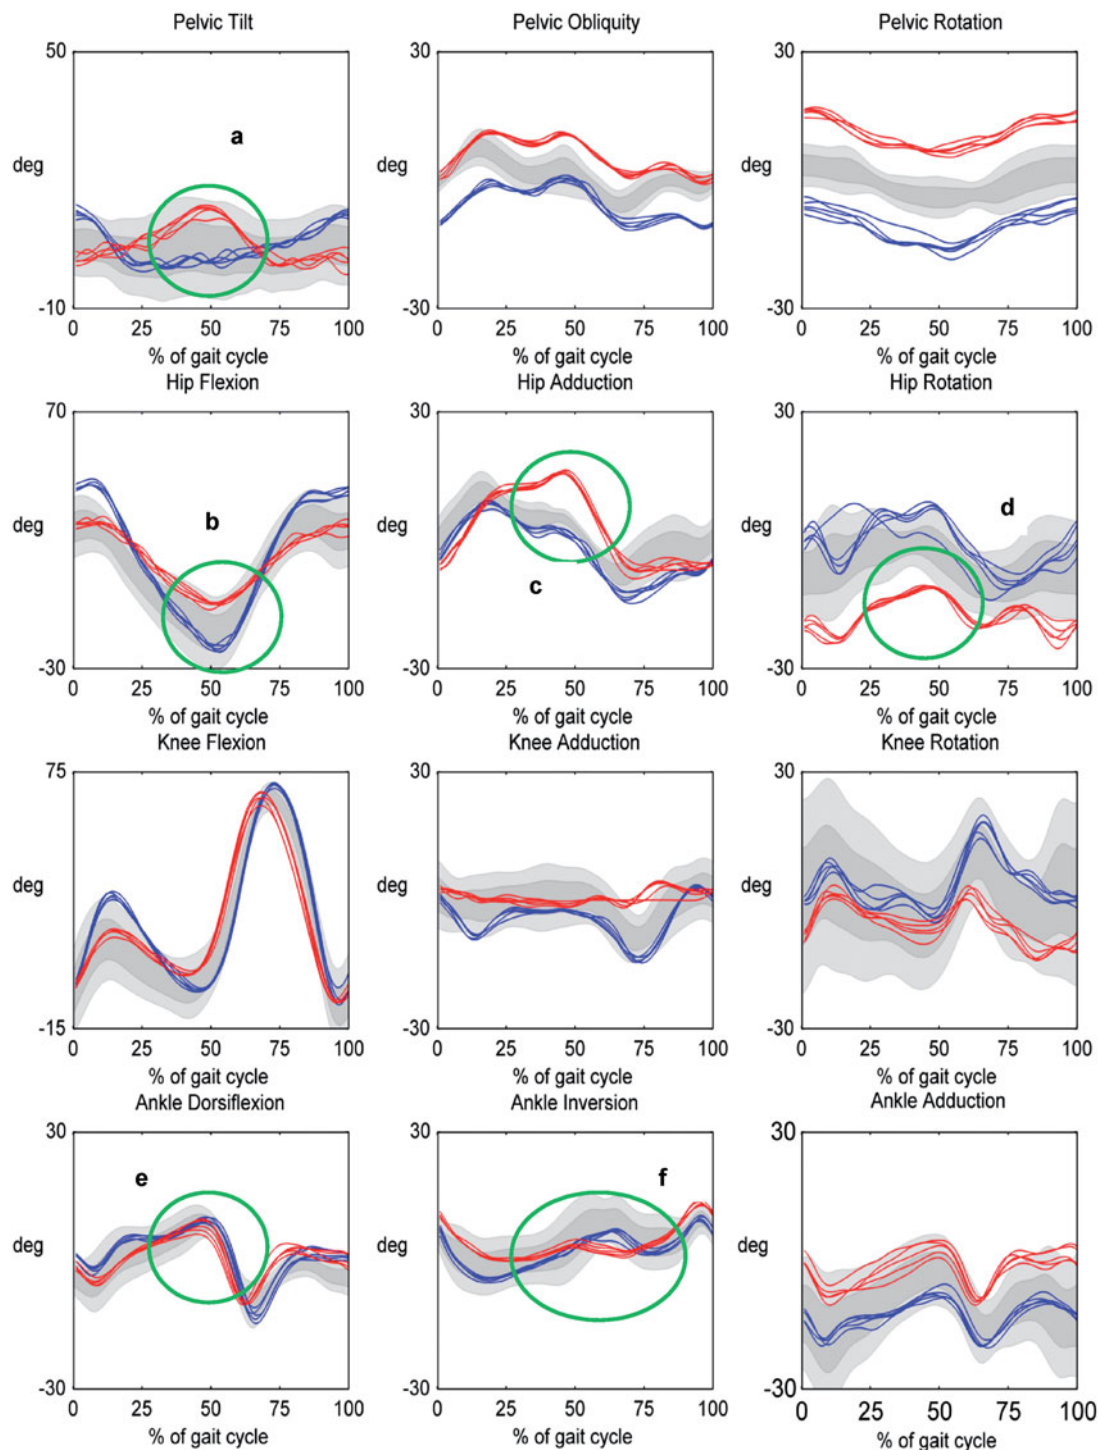 Pelvic Tilt
Pelvic Obliquity
Pelvic Rotation
50
30
30
a
deg
deg
deg
-10
-30
-30
0 25 50 75 100
0 25 50 75 100
0 25 50 75 100
% of gait cycle
% of gait cycle
% of gait cycle
Hip Flexion
Hip Adduction
Hip Rotation
70
30
30
b
d
deg
deg
deg
c
-30
-30
-30
0 25 50 75 100
0 25 50 75 100
0 25 50 75 100
% of gait cycle
% of gait cycle
% of gait cycle
Knee Flexion
Knee Adduction
Knee Rotation
75
30
30
deg
deg
deg
-15
-30
-30
0 25 50 75 100
0 25 50 75 100
0 25 50 75 100
% of gait cycle
% of gait cycle
% of gait cycle
Ankle Dorsiflexion
Ankle Inversion
Ankle Adduction
30
30
30
e
f
deg
deg
deg
-30
-30
-30
0 25 50 75 100
0 25 50 75 100
0 25 50 75 100
% of gait cycle
% of gait cycle
% of gait cycle